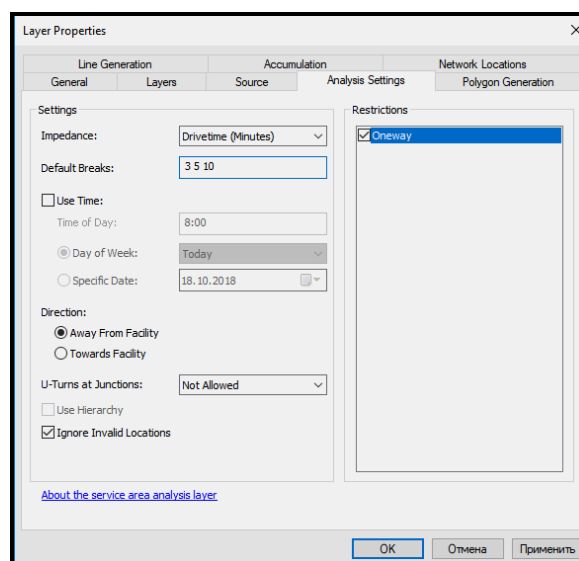 Layer Properties
Line Generation Accumulation Network Locations
General Layers Source Analysis Settings Polygon Generation
Settings
Impedance: Drivetime (Minutes)
Default Breaks: 3 5 10
Use Time:
Time of Day: 8:00
Day of Week: Today
Specific Date: 18.10.2018
Direction:
Away From Facility
Towards Facility
U-Turns at Junctions: Not Allowed
Use Hierarchy
Ignore Invalid Locations
About the service area analysis layer
Restrictions
Oneway
OK Отмена Применить